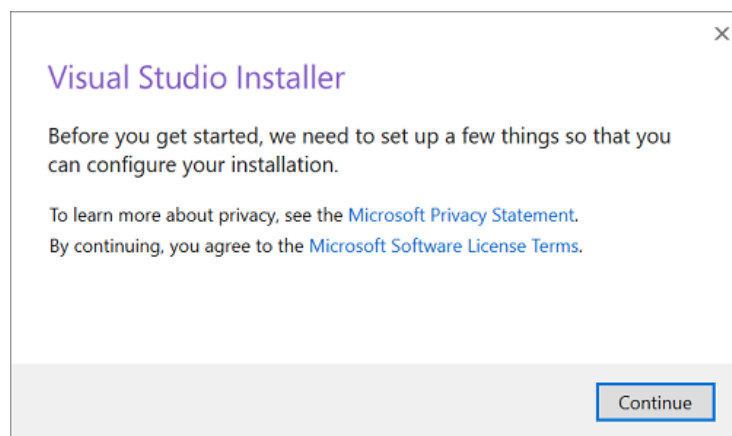 Visual Studio Installer
Before you get started, we need to set up a few things so that you
can configure your installation.
To learn more about privacy, see the Microsoft Privacy Statement.
By continuing, you agree to the Microsoft Software License Terms.
Continue